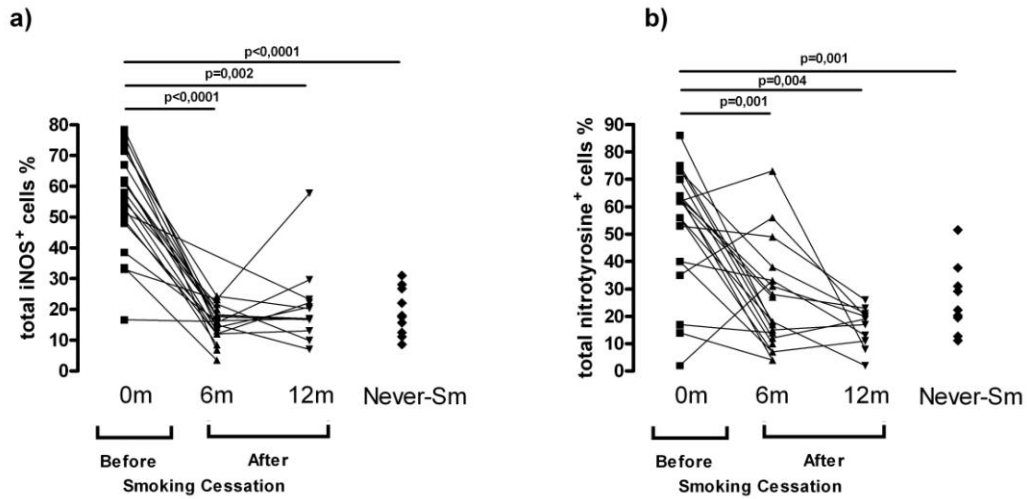 a)
p<0,0001
p=0,002
p<0,0001
total iNOS+ cells %
80
70
60
50
40
30
20
10
0
0m 6m 12m Never-Sm
Before After
Smoking Cessation
b)
p=0,001
p=0,004
p=0,001
total nitrotyrosine+ cells %
90
80
70
60
50
40
30
20
10
0
0m 6m 12m Never-Sm
Before After
Smoking Cessation